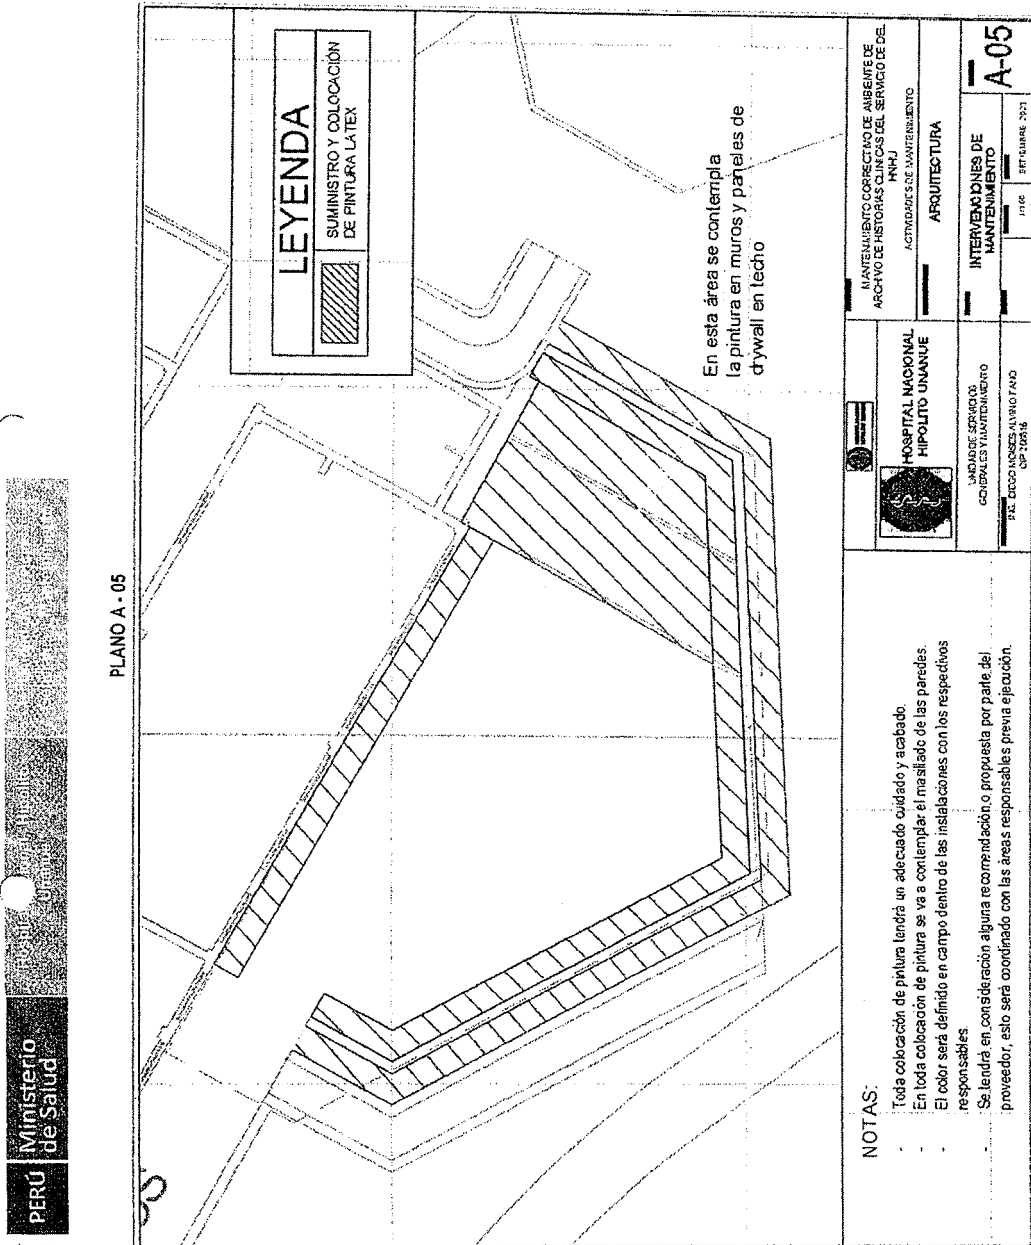 PERÚ
Ministerio
de Salud
PLANO A - 05
LEYENDA
SUMINISTRO Y COLOCACIÓN
DE PINTURA LATEX
En esta área se contempla
la pintura en muros y paneles de
drywall en techo
NOTAS:
- Toda colocación de pintura tendrá un adecuado cuidado y acabado.
- En toda colocación de pintura se va a contemplar el masillado de las paredes.
- El color será definido en campo dentro de las instalaciones con los respectivos
responsables
- Se tendrá en consideración alguna recomendación o propuesta por parte del
proveedor, esto será coordinado con las áreas responsables previa ejecución.
HOSPITAL NACIONAL
HIPOLITO UNANUE
UNIDAD DE SERVICIOS
GENERALES Y MANTENIMIENTO
ING. DIEGO MOISES
MANTENIMIENTO CORRECTIVO DE AMBIENTE DE
ARCHIVO DE HISTORIAS CLINICAS DEL SERVICIO DE DEL
HNHU
ACTIVIDADES DE MANTENIMIENTO
ARQUITECTURA
INTERVENCIONES DE
MANTENIMIENTO
A-05